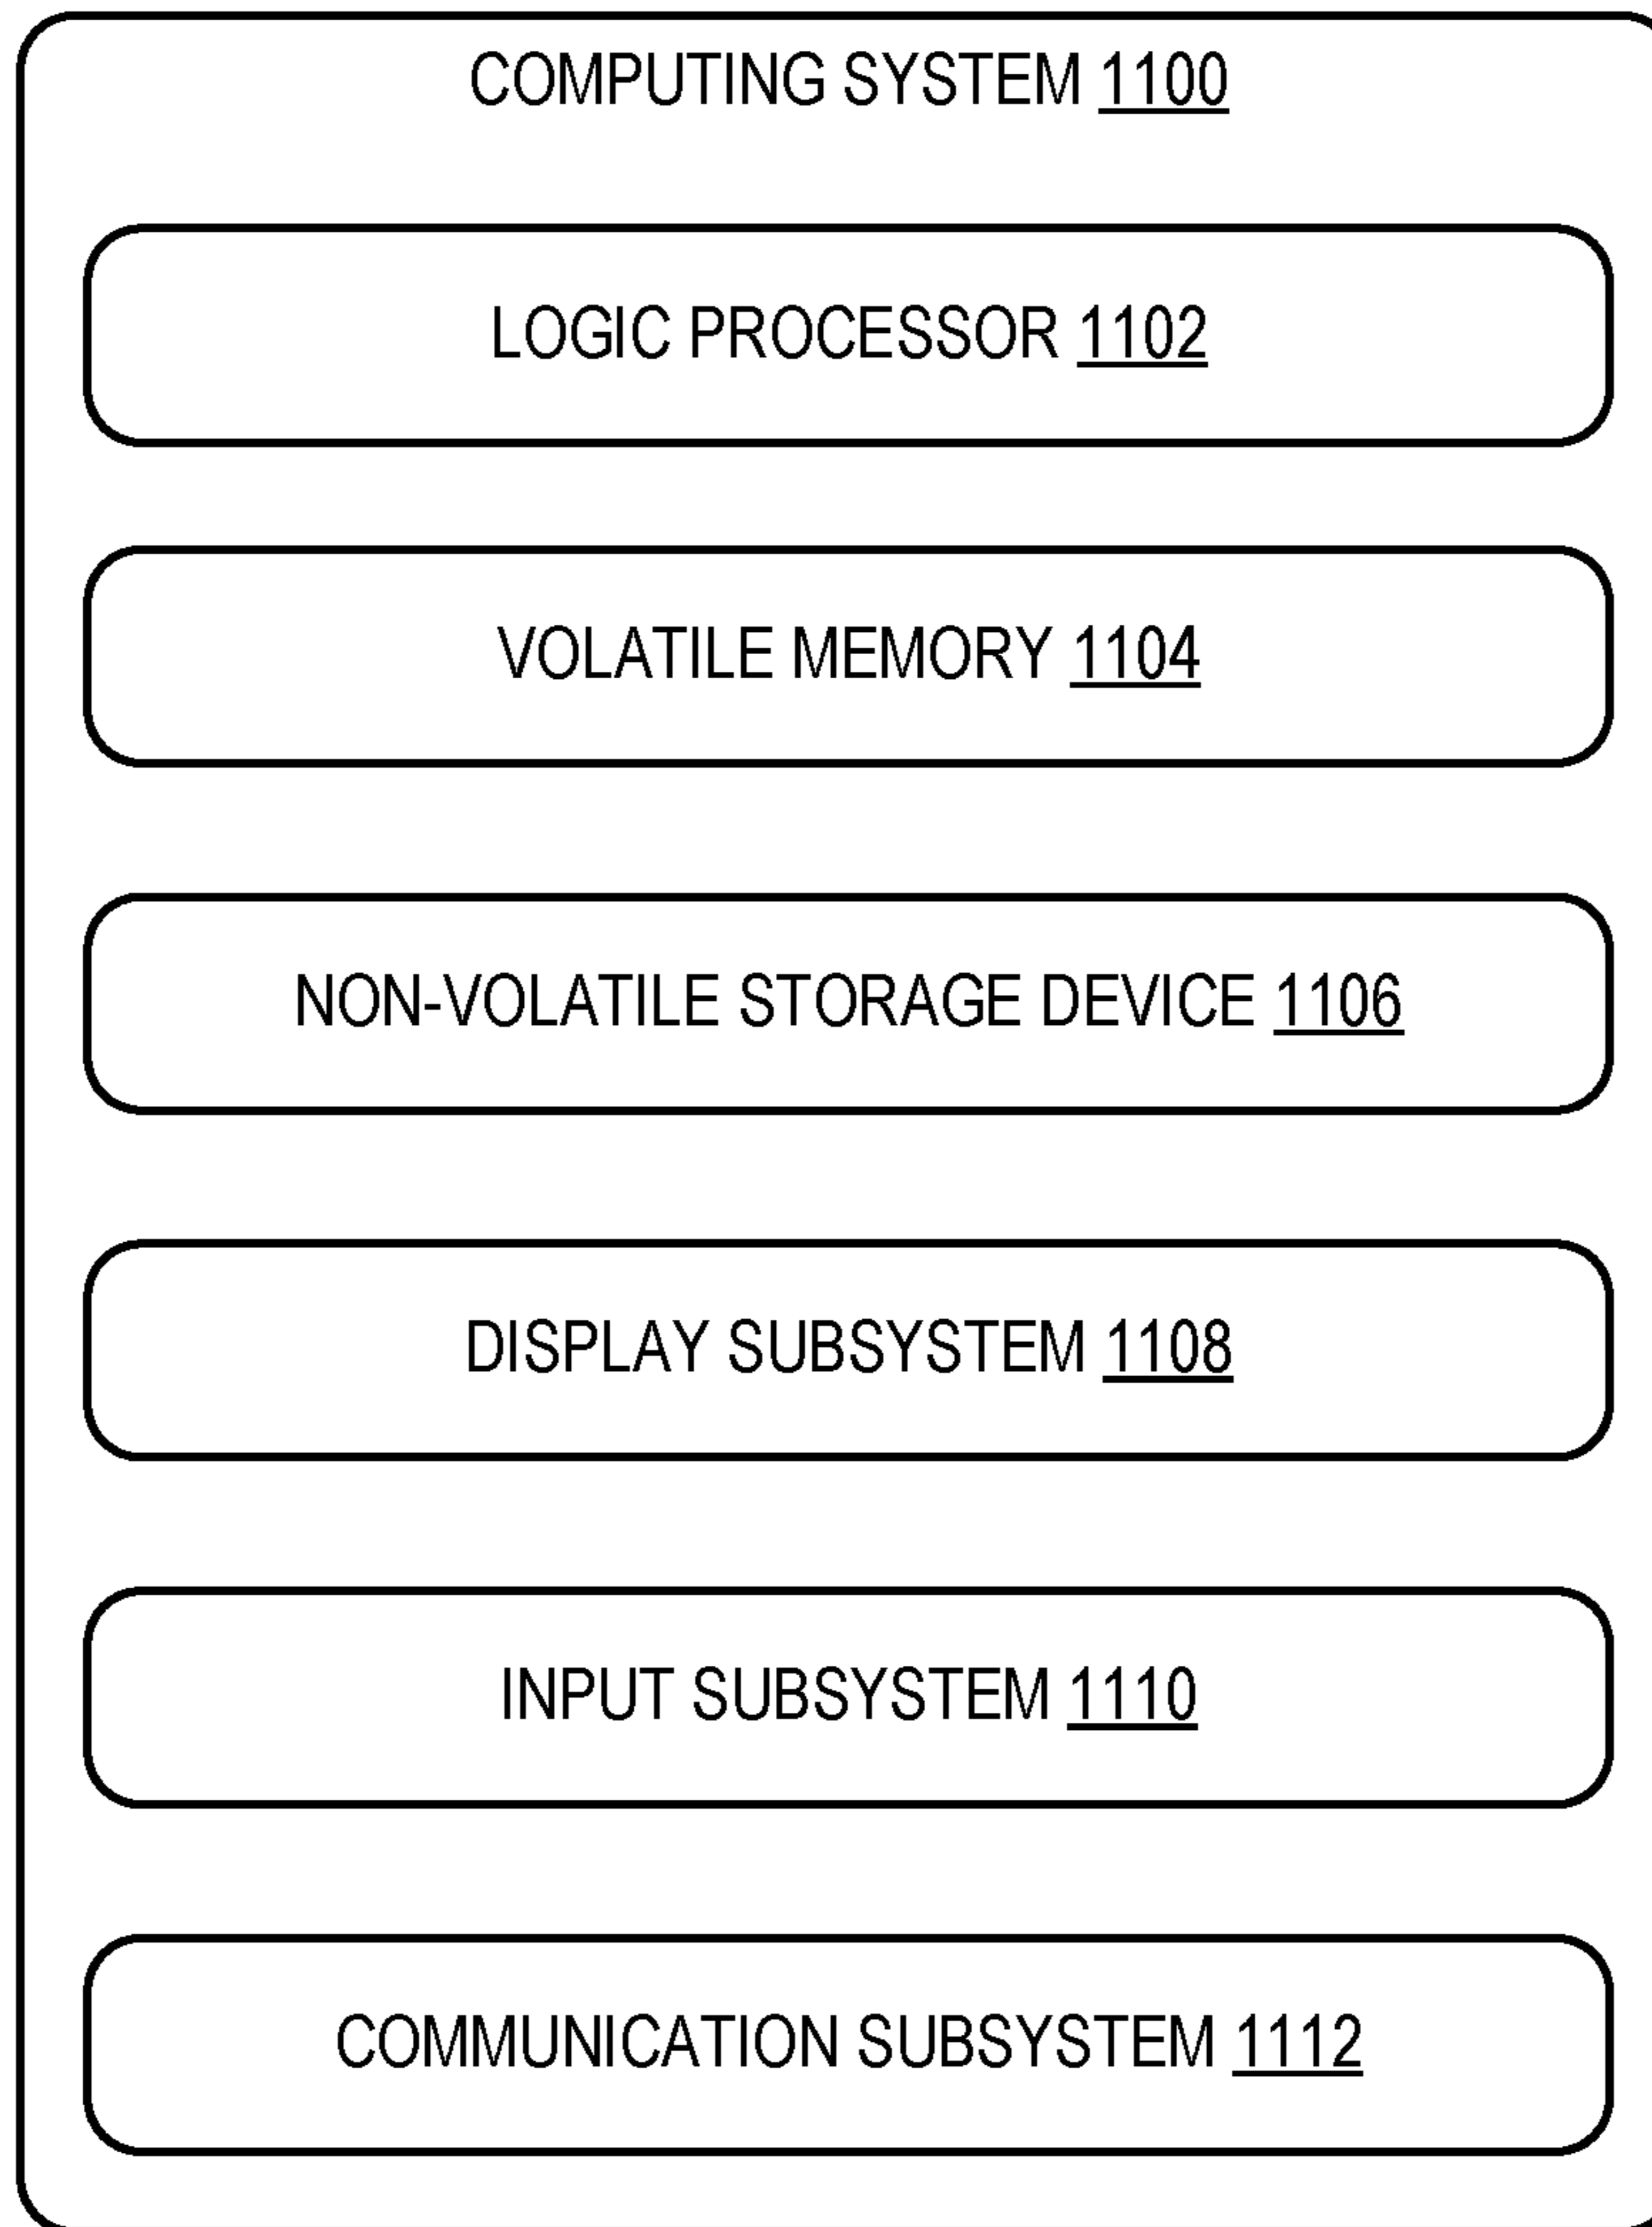 COMPUTING SYSTEM 1100
LOGIC PROCESSOR 1102
VOLATILE MEMORY 1104
NON-VOLATILE STORAGE DEVICE 1106
DISPLAY SUBSYSTEM 1108
INPUT SUBSYSTEM 1110
COMMUNICATION SUBSYSTEM 1112